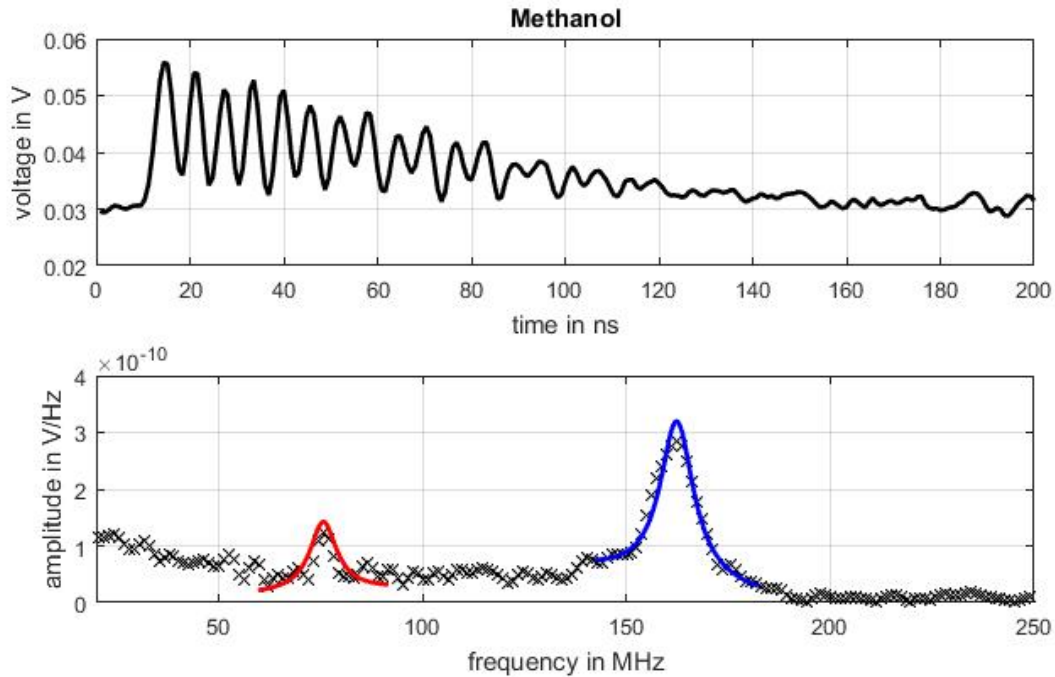 Methanol
0.06
0.05
0.04
0.03
0.02
voltage in V
0 20 40 60 80 100 120 140 160 180 200
time in ns
× 10-10
4
3
2
1
0
amplitude in V/Hz
50 100 150 200 250
frequency in MHz